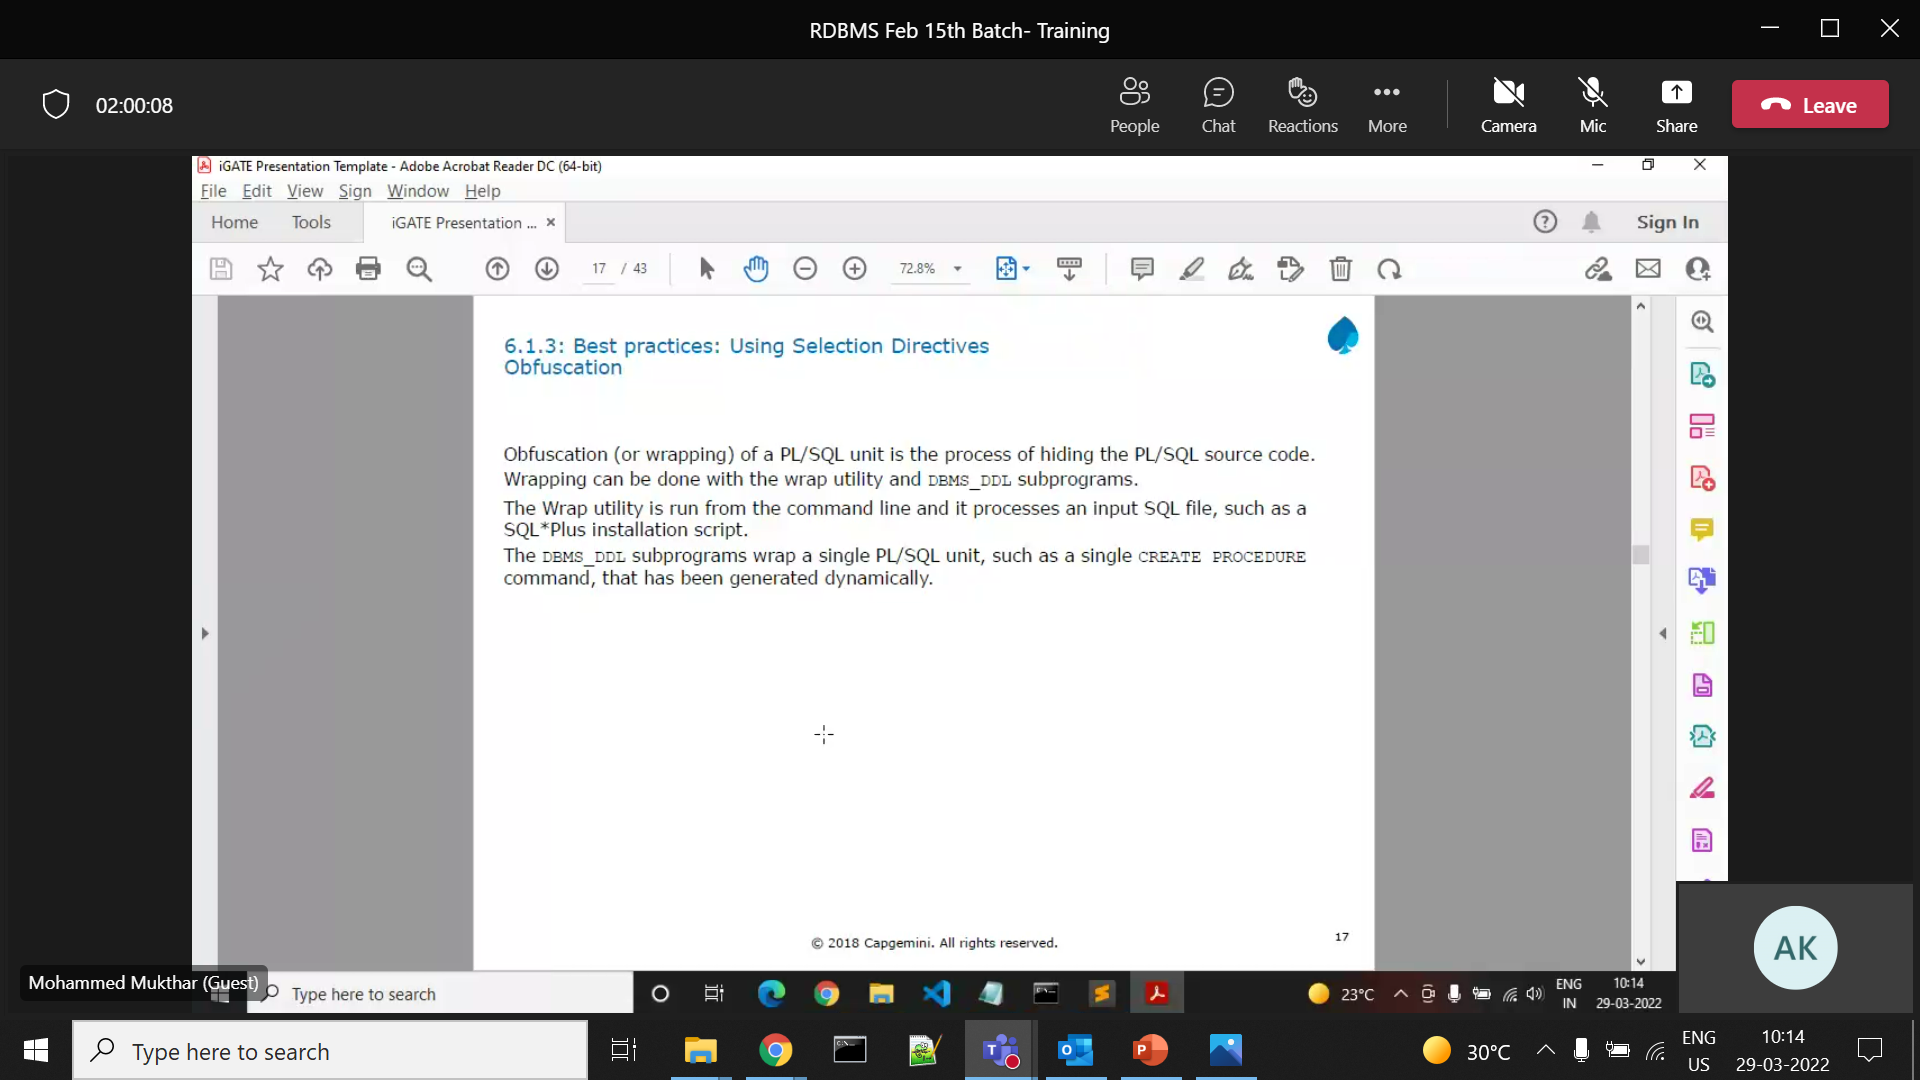 RDBMS Feb 15th Batch- Training
02:00:08
People
Chat
Reactions
More
Camera
Mic
Share
Leave
iGATE Presentation Template - Adobe Acrobat Reader DC (64-bit)
File Edit View Sign Window Help
Home Tools iGATE Presentation ... Sign In
17 / 43 72.8%
6.1.3: Best practices: Using Selection Directives
Obfuscation
Obfuscation (or wrapping) of a PL/SQL unit is the process of hiding the PL/SQL source code.
Wrapping can be done with the wrap utility and DBMS_DDL subprograms.
The Wrap utility is run from the command line and it processes an input SQL file, such as a
SQL*Plus installation script.
The DBMS_DDL subprograms wrap a single PL/SQL unit, such as a single CREATE PROCEDURE
command, that has been generated dynamically.
© 2018 Capgemini. All rights reserved.
17
AK
Mohammed Mukthar (Guest)
Type here to search
23°C
ENG
IN
10:14
29-03-2022
Type here to search
30°C
ENG
US
10:14
29-03-2022